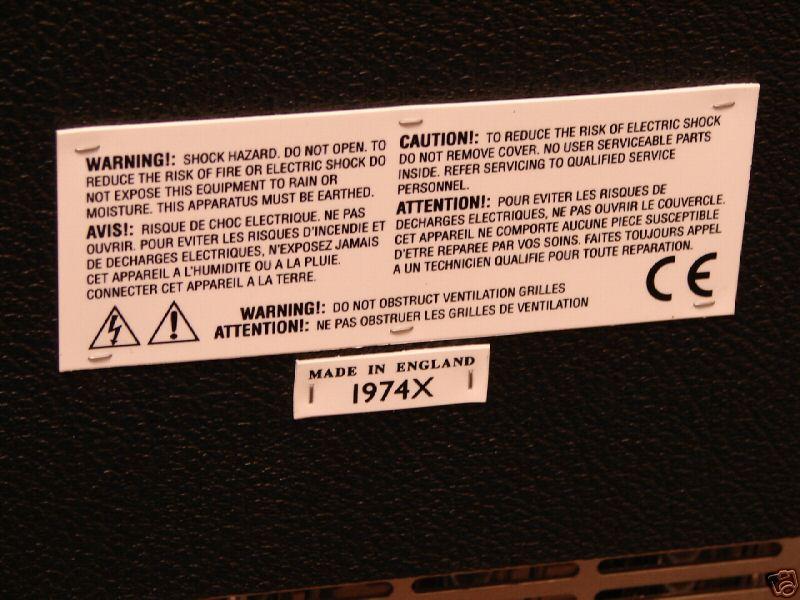 WARNING!: SHOCK HAZARD. DO NOT OPEN. TO
REDUCE THE RISK OF FIRE OR ELECTRIC SHOCK DO
NOT EXPOSE THIS EQUIPMENT TO RAIN OR
MOISTURE. THIS APPARATUS MUST BE EARTHED.
AVIS!: RISQUE DE CHOC ELECTRIQUE. NE PAS
OUVRIR. POUR EVITER LES RISQUES D'INCENDIE ET
DE DECHARGES ELECTRIQUES, N'EXPOSEZ JAMAIS
CET APPAREIL A L'HUMIDITE OU A LA PLUIE.
CONNECTER CET APPAREIL A LA TERRE.
CAUTION!: TO REDUCE THE RISK OF ELECTRIC SHOCK
DO NOT REMOVE COVER. NO USER SERVICEABLE PARTS
INSIDE. REFER SERVICING TO QUALIFIED SERVICE
PERSONNEL.
ATTENTION!: POUR EVITER LES RISQUES DE
DECHARGES ELECTRIQUES, NE PAS OUVRIR LE COUVERCLE.
CET APPAREIL NE COMPORTE AUCUNE PIECE SUSCEPTIBLE
D'ETRE REPAREE PAR VOS SOINS. FAITES TOUJOURS APPEL
A UN TECHNICIEN QUALIFIE POUR TOUTE REPARATION.
CE
WARNING!: DO NOT OBSTRUCT VENTILATION GRILLES
ATTENTION!: NE PAS OBSTRUER LES GRILLES DE VENTILATION
MADE IN ENGLAND
1974X